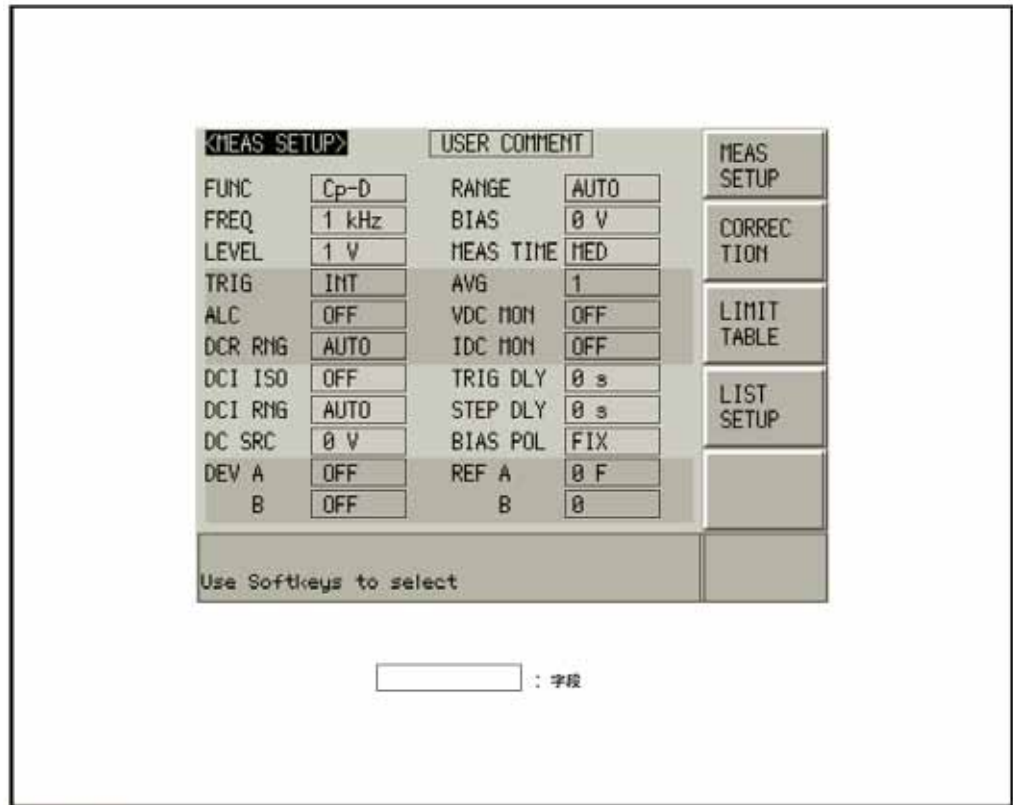 <MEAS SETUP> USER COMMENT
FUNC Cp-D RANGE AUTO
FREQ 1 kHz BIAS 0 V
LEVEL 1 V MEAS TIME MED
TRIG INT AVG 1
ALC OFF VDC MON OFF
DCR RNG AUTO IDC MON OFF
DCI ISO OFF TRIG DLY 0 s
DCI RNG AUTO STEP DLY 0 s
DC SRC 0 V BIAS POL FIX
DEV A OFF REF A 0 F
B OFF B 0
MEAS
SETUP
CORREC
TION
LIMIT
TABLE
LIST
SETUP
Use Softkeys to select
：字段